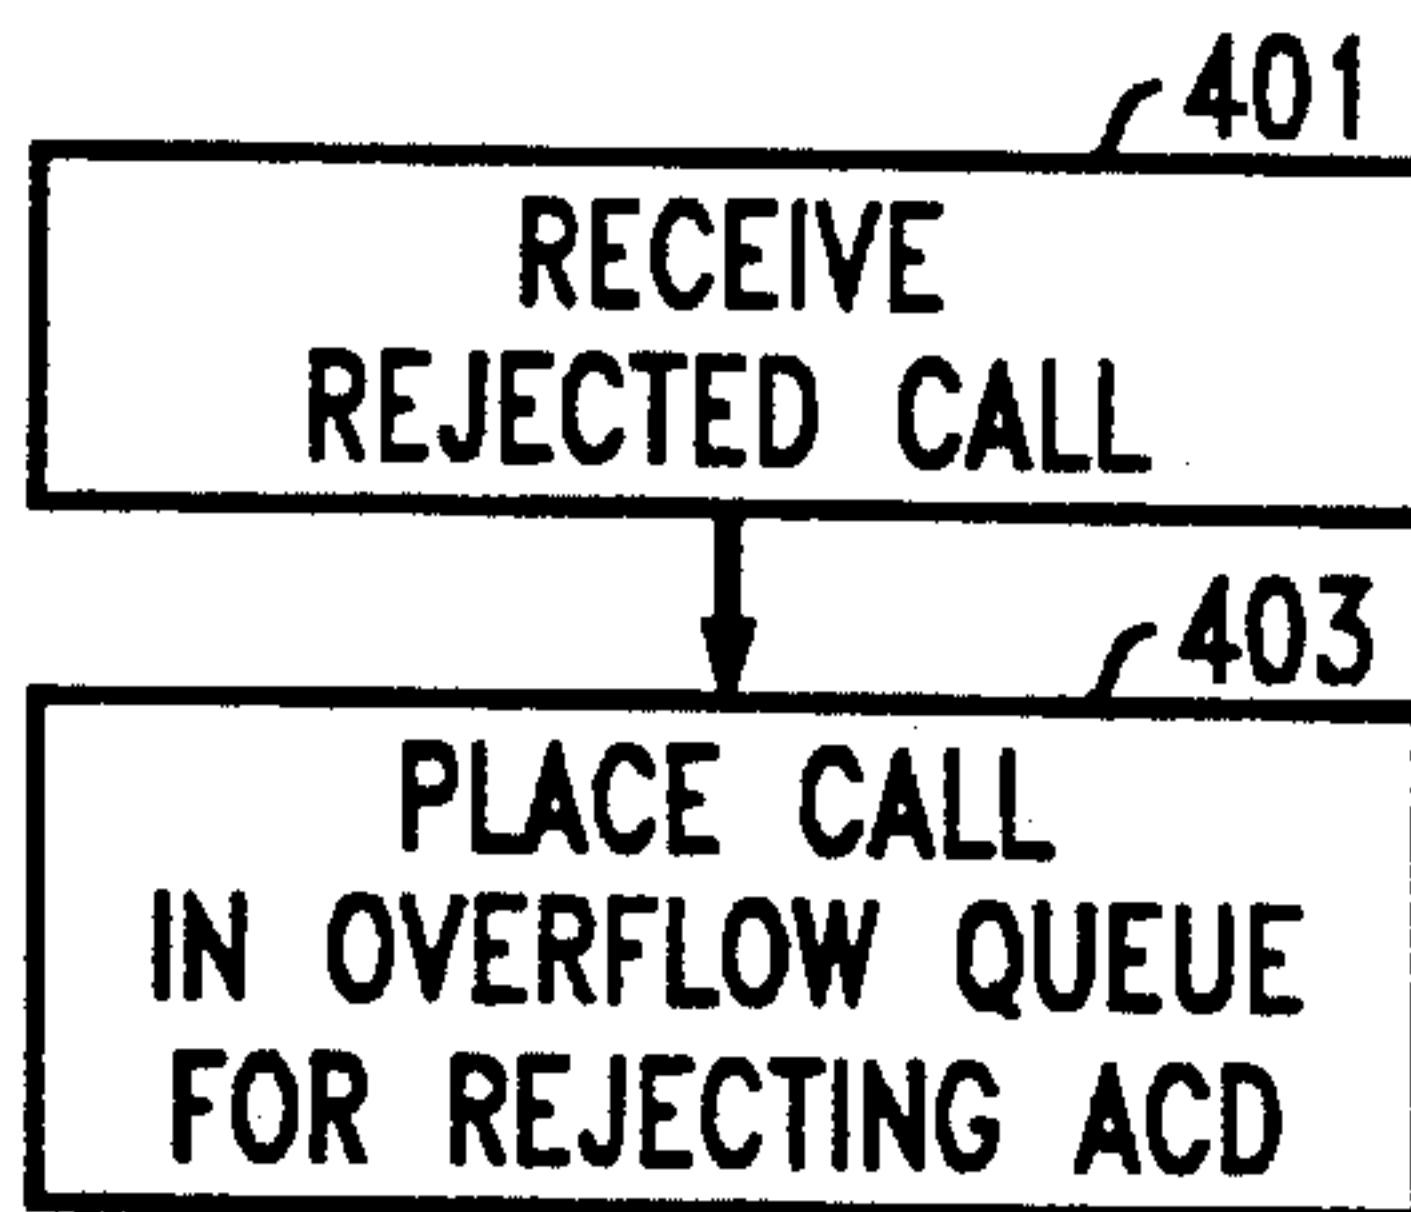 401
RECEIVE
REJECTED CALL
403
PLACE CALL
IN OVERFLOW QUEUE
FOR REJECTING ACD